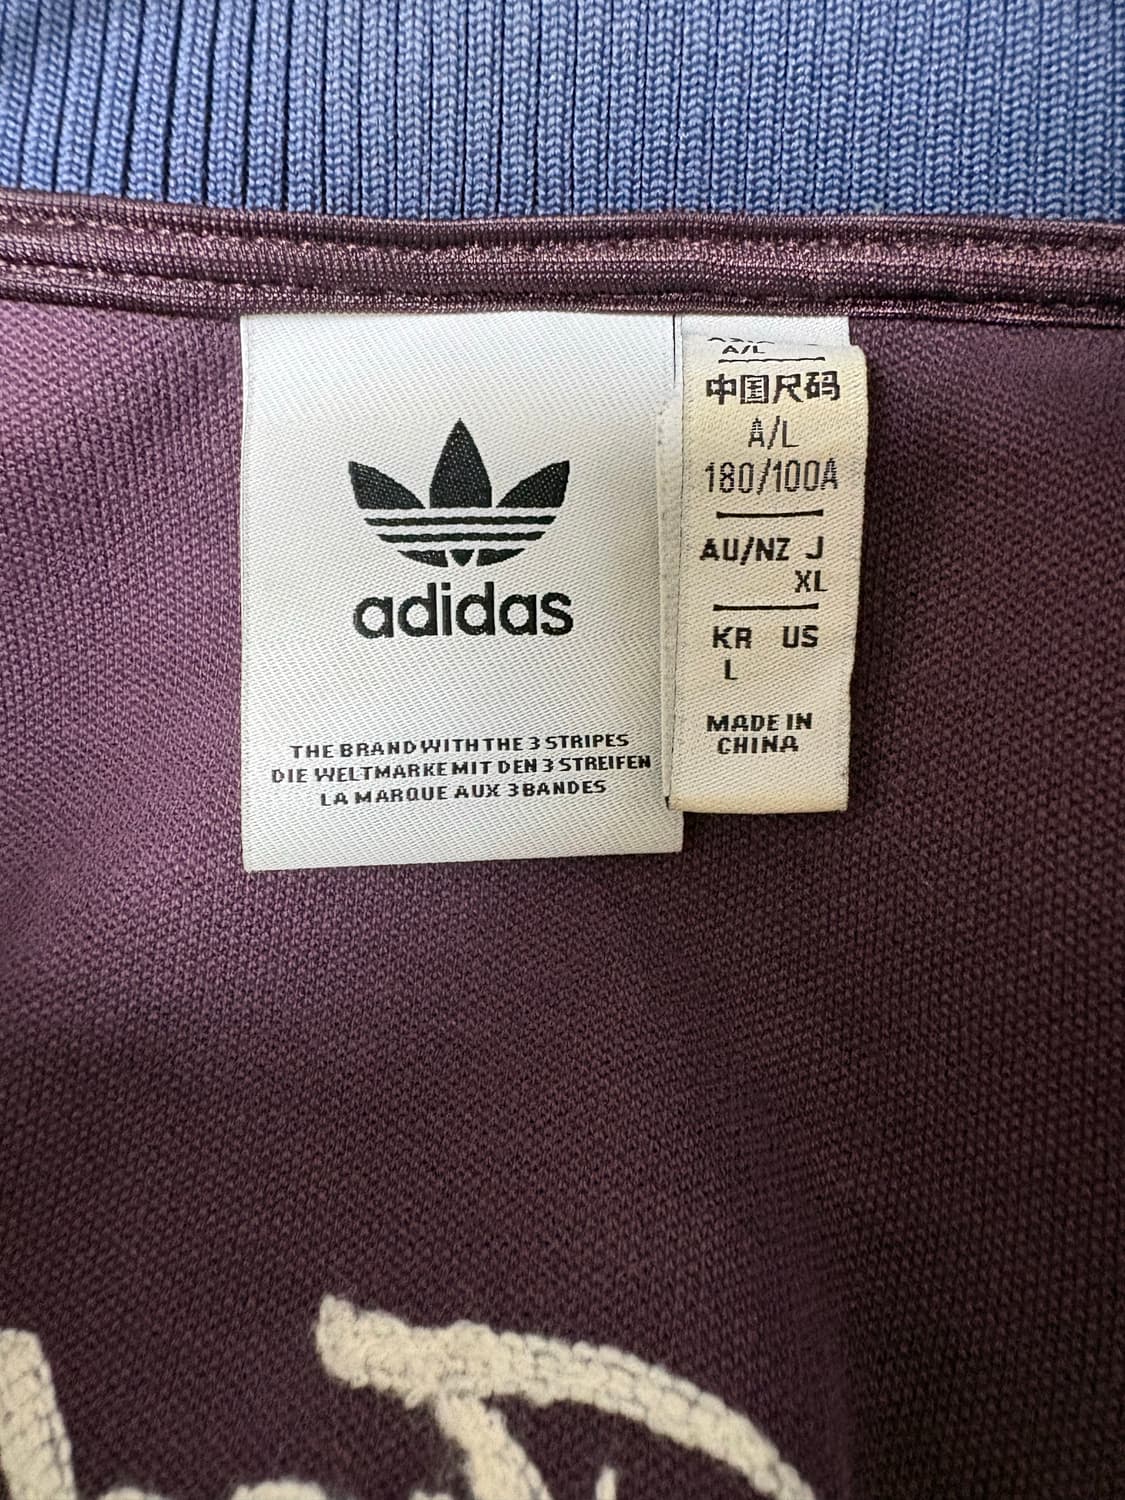 adidas
THE BRAND WITH THE 3 STRIPES
DIE WELTMARKE MIT DEN 3 STREIFEN
LA MARQUE AUX 3 BANDES
A/L
中国尺码
A/L
180/100A
AU/NZ J
XL
KR US
L
MADE IN
CHINA